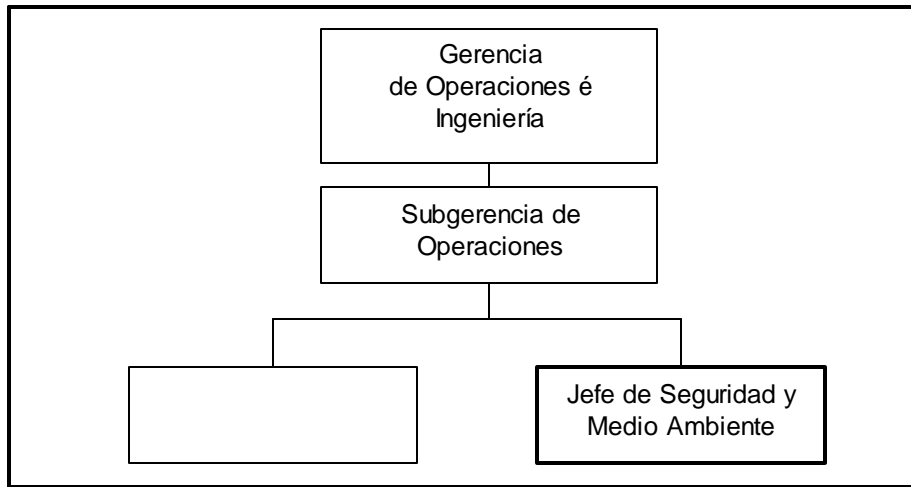 Gerencia
de Operaciones é
Ingeniería
Subgerencia de
Operaciones
Jefe de Seguridad y
Medio Ambiente